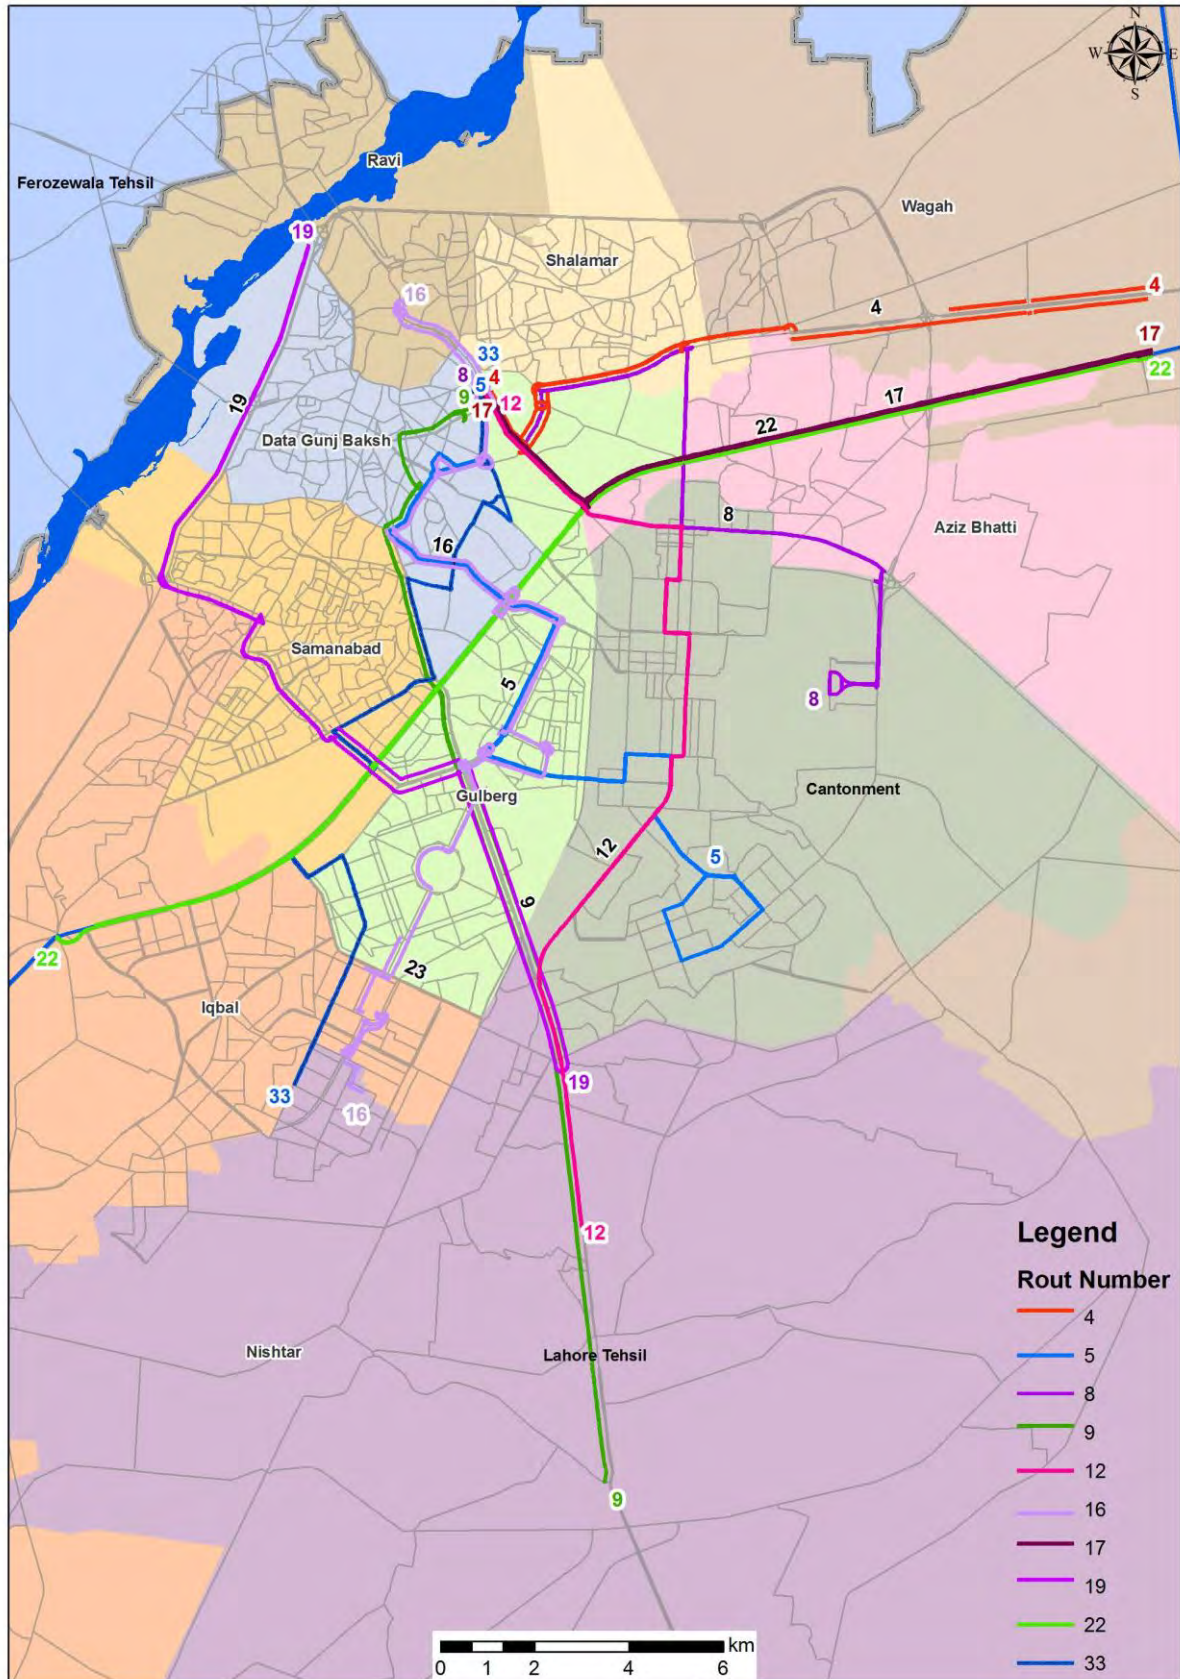 N
W E
S
Ravi
Ferozewala Tehsil
Wagah
19
Shalamar
16
4
4
17
33
22
8
5
4
9
17
12
19
17
22
Data Gunj Baksh
8
Aziz Bhatti
16
Samanabad
5
8
Gulberg
Cantonment
12
5
9
22
23
Iqbal
33
16
19
12
Nishtar
Lahore Tehsil
9
Legend
Rout Number
4
5
8
9
12
16
17
19
22
33
km
0 1 2 4 6